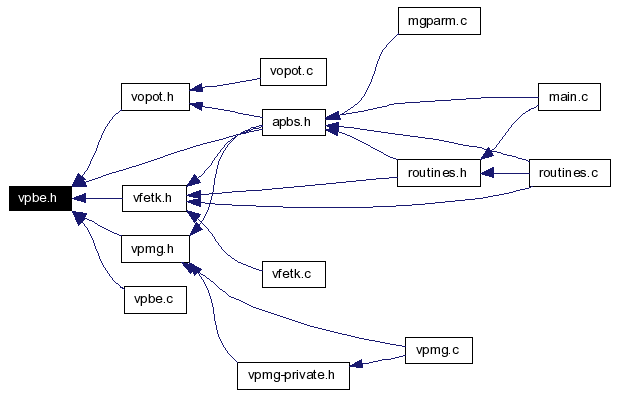 mgparm.c
vopot.c
vopot.h
main.c
apbs.h
routines.h
routines.c
vpbe.h
vfetk.h
vpmg.h
vfetk.c
vpbe.c
vpmg.c
vpmg-private.h